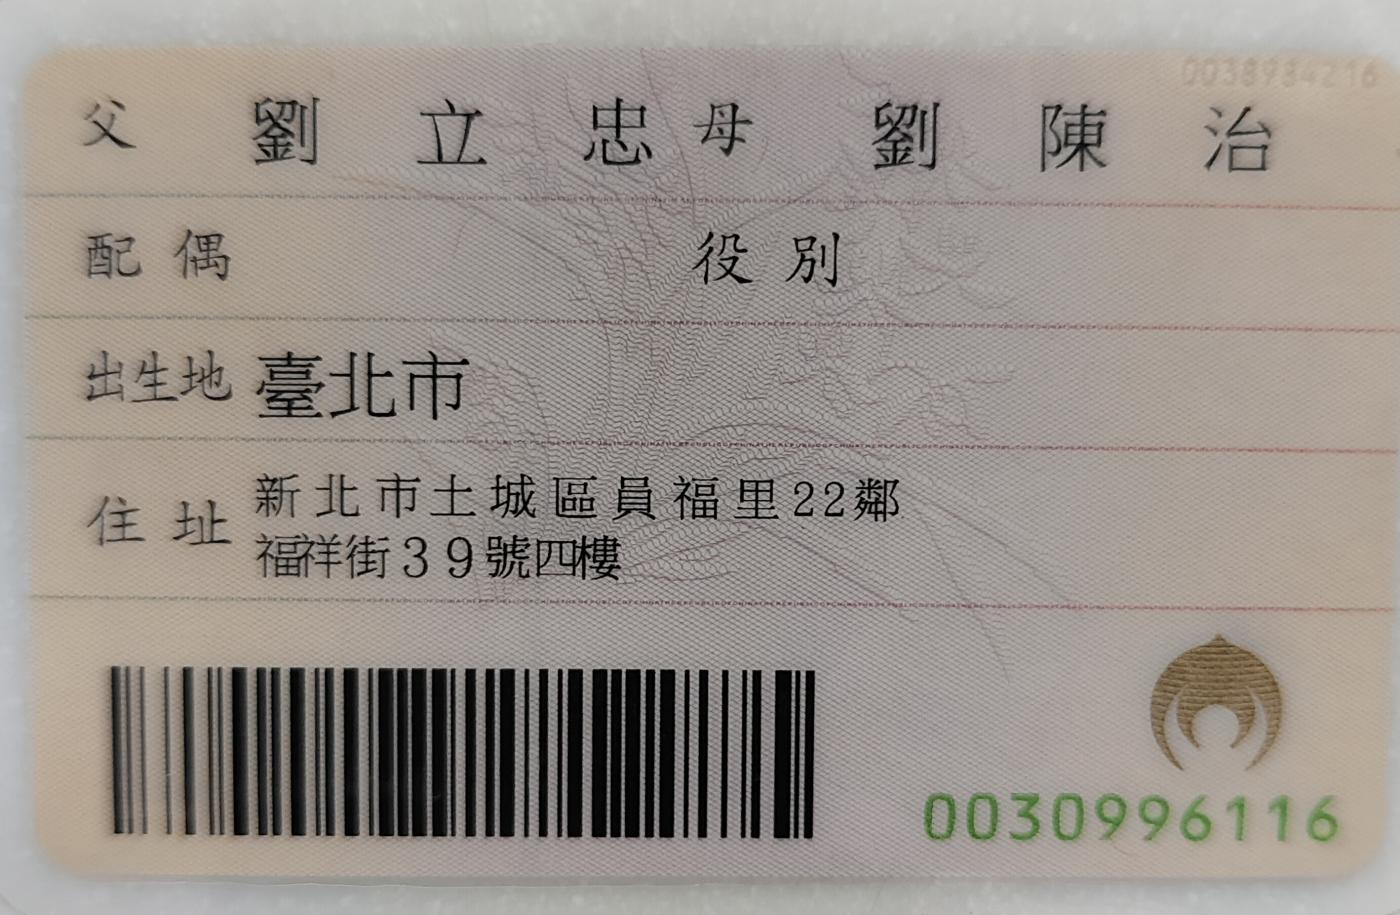 0038984216
父 劉立忠 母 劉陳治
配偶 役別
出生地 臺北市
住址 新北市土城區員福里22鄰
福祥街39號四樓
0030996116